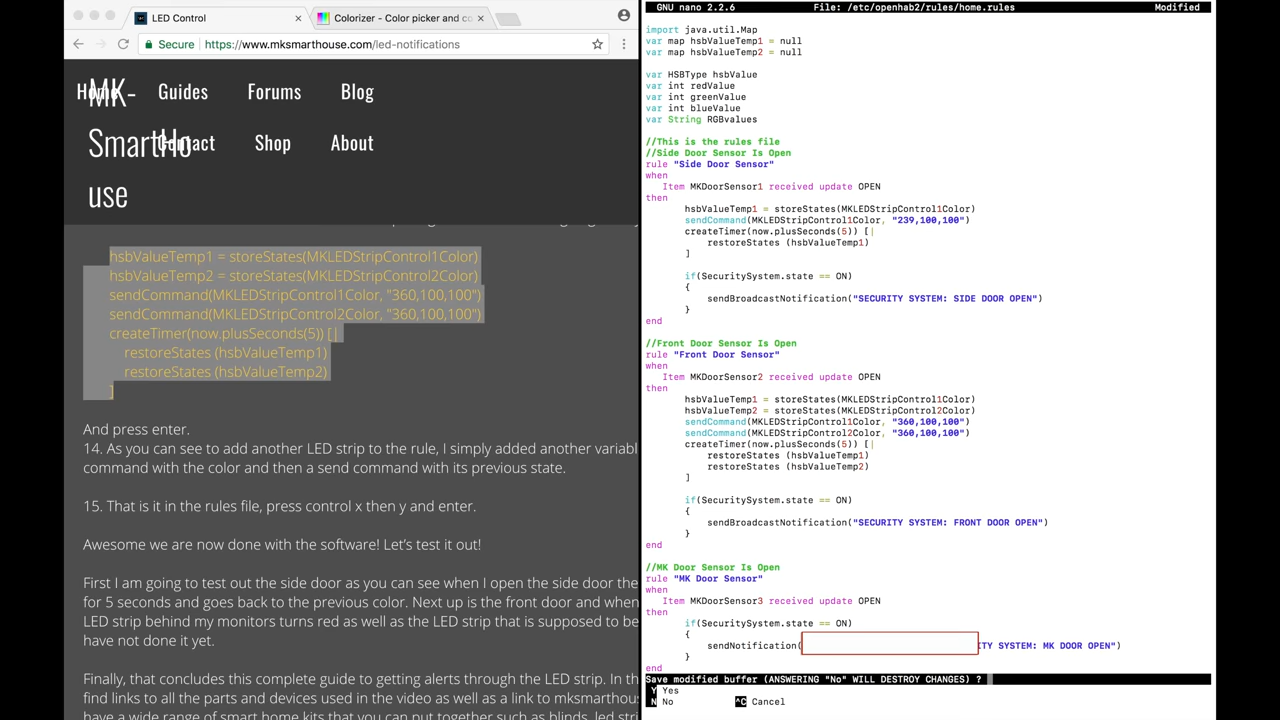 LED Control
Colorizer - Color picker and co
Secure
https://www.mksmarthouse.com/led-notifications
MK-SmartHouse
Home
Guides
Forums
Blog
Contact
Shop
About
hsbValueTemp1 = storeStates(MKLEDStripControl1Color)
hsbValueTemp2 = storeStates(MKLEDStripControl2Color)
sendCommand(MKLEDStripControl1Color, "360,100,100")
sendCommand(MKLEDStripControl2Color, "360,100,100")
createTimer(now.plusSeconds(5)) [|
restoreStates (hsbValueTemp1)
restoreStates (hsbValueTemp2)
]
And press enter.
14. As you can see to add another LED strip to the rule, I simply added another variabl
command with the color and then a send command with its previous state.
15. That is it in the rules file, press control x then y and enter.
Awesome we are now done with the software! Let's test it out!
First I am going to test out the side door as you can see when I open the side door the
for 5 seconds and goes back to the previous color. Next up is the front door and when
LED strip behind my monitors turns red as well as the LED strip that is supposed to be
have not done it yet.
Finally, that concludes this complete guide to getting alerts through the LED strip. In th
find links to all the parts and devices used in the video as well as a link to mksmarthous
have a wide range of smart home kits that you can put together such as blinds, led stri
GNU nano 2.2.6 File: /etc/openhab2/rules/home.rules Modified
import java.util.Map
var map hsbValueTemp1 = null
var map hsbValueTemp2 = null
var HSBType hsbValue
var int redValue
var int greenValue
var int blueValue
var String RGBvalues
//This is the rules file
//Side Door Sensor Is Open
rule "Side Door Sensor"
when
Item MKDoorSensor1 received update OPEN
then
hsbValueTemp1 = storeStates(MKLEDStripControl1Color)
sendCommand(MKLEDStripControl1Color, "239,100,100")
createTimer(now.plusSeconds(5)) [|
restoreStates (hsbValueTemp1)
]
if(SecuritySystem.state == ON)
{
sendBroadcastNotification("SECURITY SYSTEM: SIDE DOOR OPEN")
}
end
//Front Door Sensor Is Open
rule "Front Door Sensor"
when
Item MKDoorSensor2 received update OPEN
then
hsbValueTemp1 = storeStates(MKLEDStripControl1Color)
hsbValueTemp2 = storeStates(MKLEDStripControl2Color)
sendCommand(MKLEDStripControl1Color, "360,100,100")
sendCommand(MKLEDStripControl2Color, "360,100,100")
createTimer(now.plusSeconds(5)) [|
restoreStates (hsbValueTemp1)
restoreStates (hsbValueTemp2)
]
if(SecuritySystem.state == ON)
{
sendBroadcastNotification("SECURITY SYSTEM: FRONT DOOR OPEN")
}
end
//MK Door Sensor Is Open
rule "MK Door Sensor"
when
Item MKDoorSensor3 received update OPEN
then
if(SecuritySystem.state == ON)
{
sendNotification( ITY SYSTEM: MK DOOR OPEN")
}
end
Save modified buffer (ANSWERING "No" WILL DESTROY CHANGES) ?
Y Yes
N No ^C Cancel